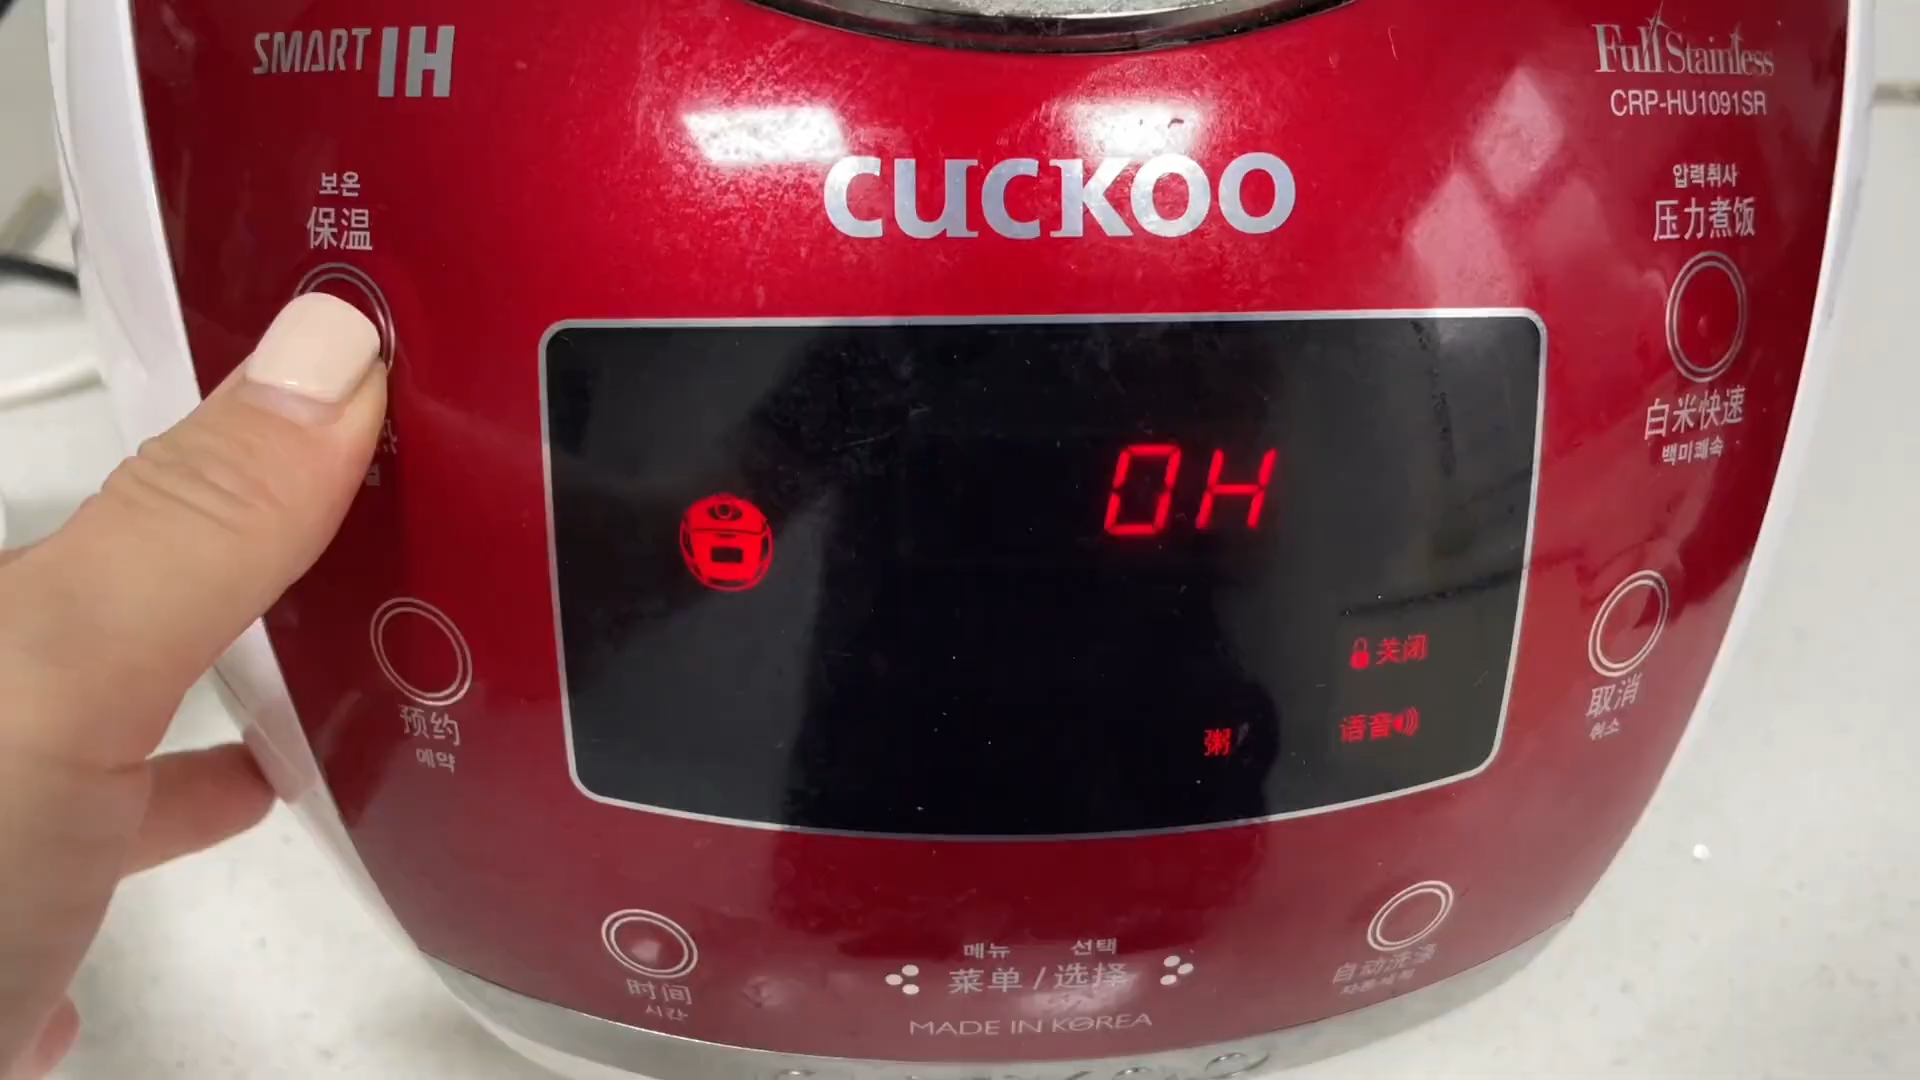 SMART IH
Full Stainless
CRP-HU1091SR
CUCKOO
보온
保温
압력취사
压力煮饭
白米快速
백미쾌속
0H
关闭
语音
粥
预约
예약
取消
취소
时间
시간
메뉴 선택
菜单/选择
自动洗涤
MADE IN KOREA